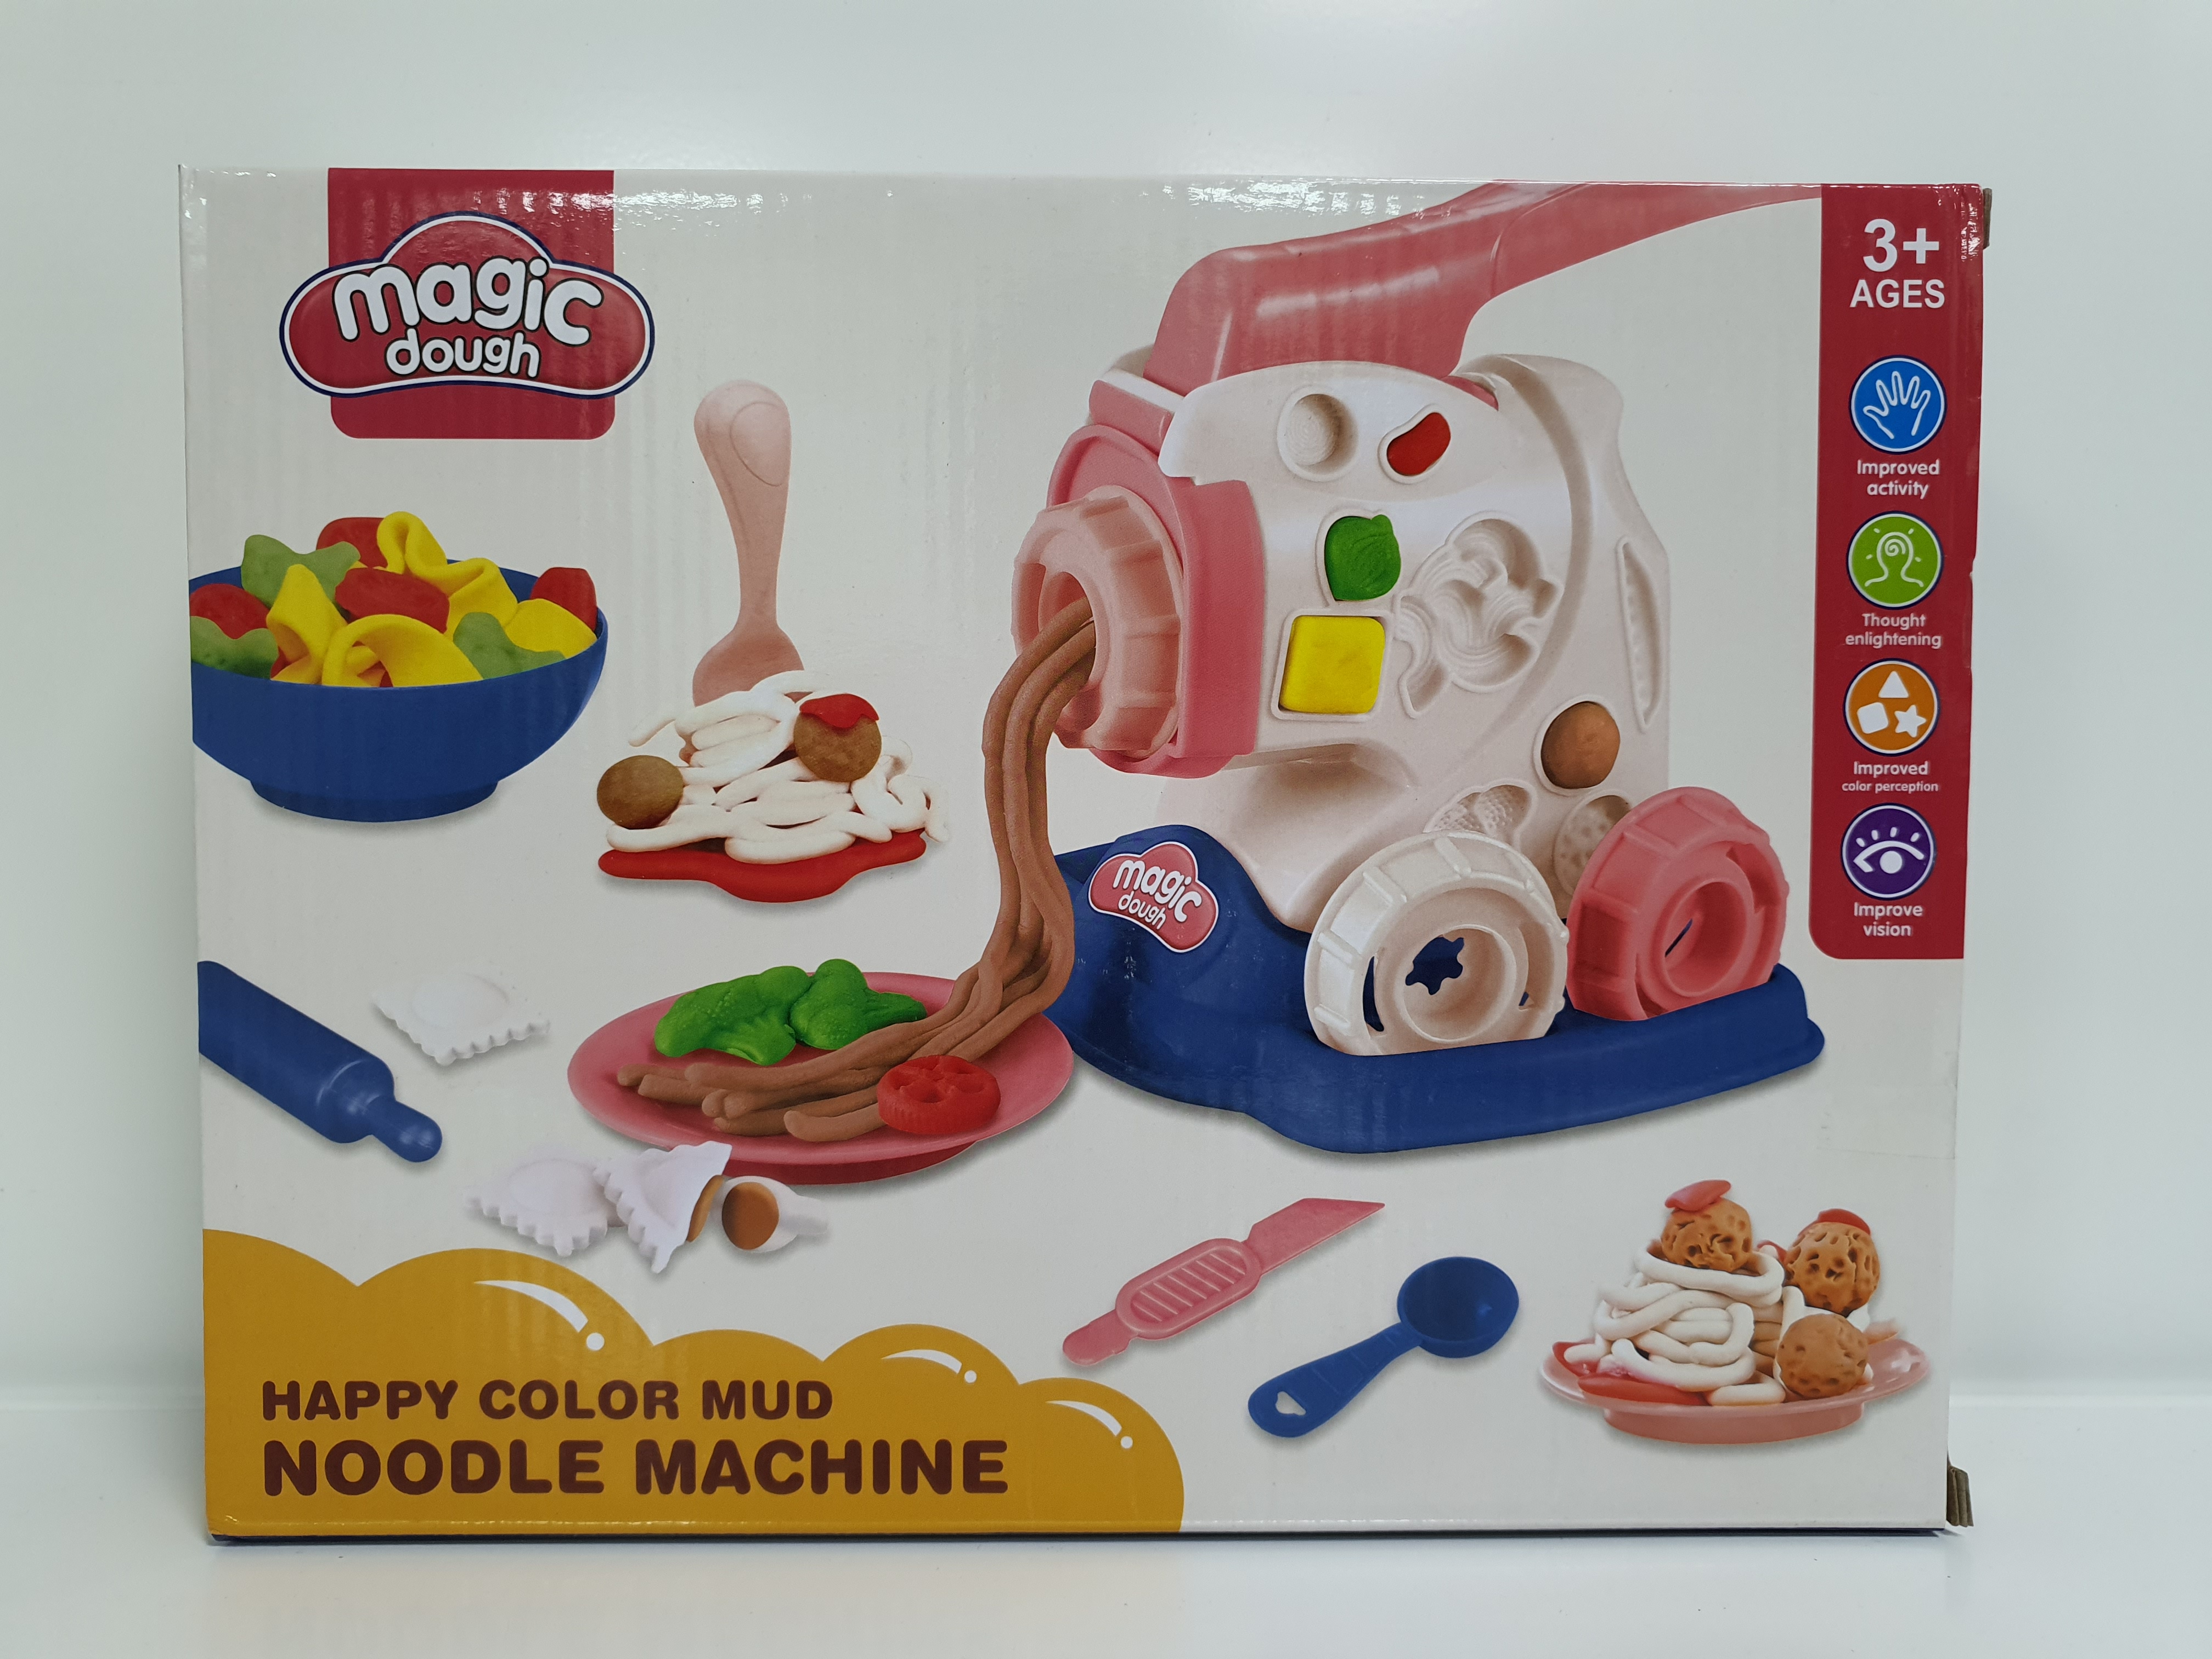 magic
dough
3+
AGES
Improved
activity
Thought
enlightening
Improved
color perception
Improve
vision
magic
dough
HAPPY COLOR MUD
NOODLE MACHINE